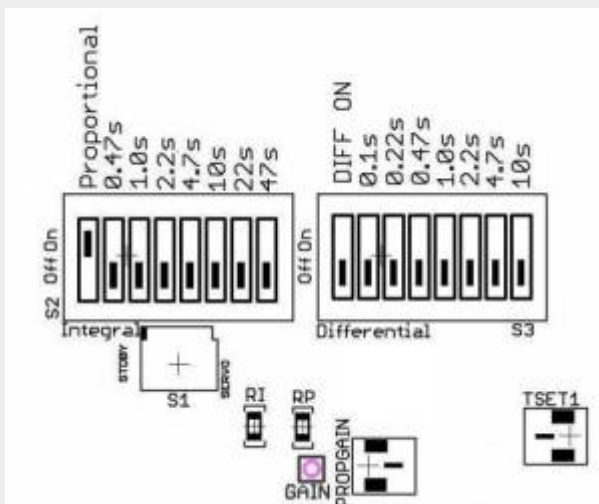 Proportional
0.47s
1.0s
2.2s
4.7s
10s
22s
47s
DIFF ON
0.1s
0.22s
0.47s
1.0s
2.2s
4.7s
10s
S2 Off On
Off On
Integral
Differential S3
STDBY
SERVO
S1
RI RP
TSET1
PROPGAIN
GAIN